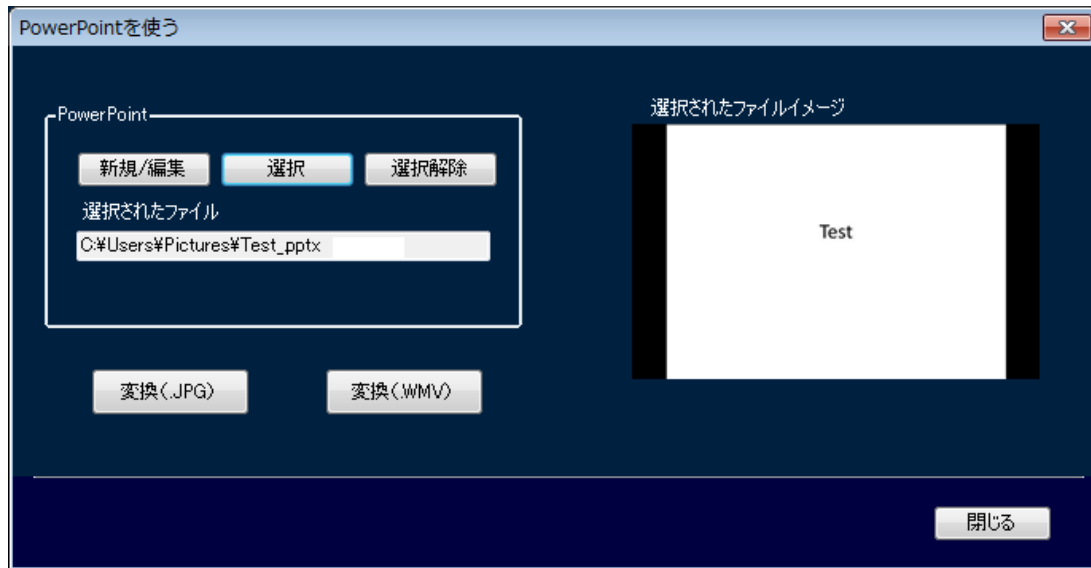 PowerPointを使う
PowerPoint
新規/編集 選択 選択解除
選択されたファイル
C:¥Users¥Pictures¥Test_pptx
変換(.JPG) 変換(.WMV)
選択されたファイルイメージ
Test
閉じる